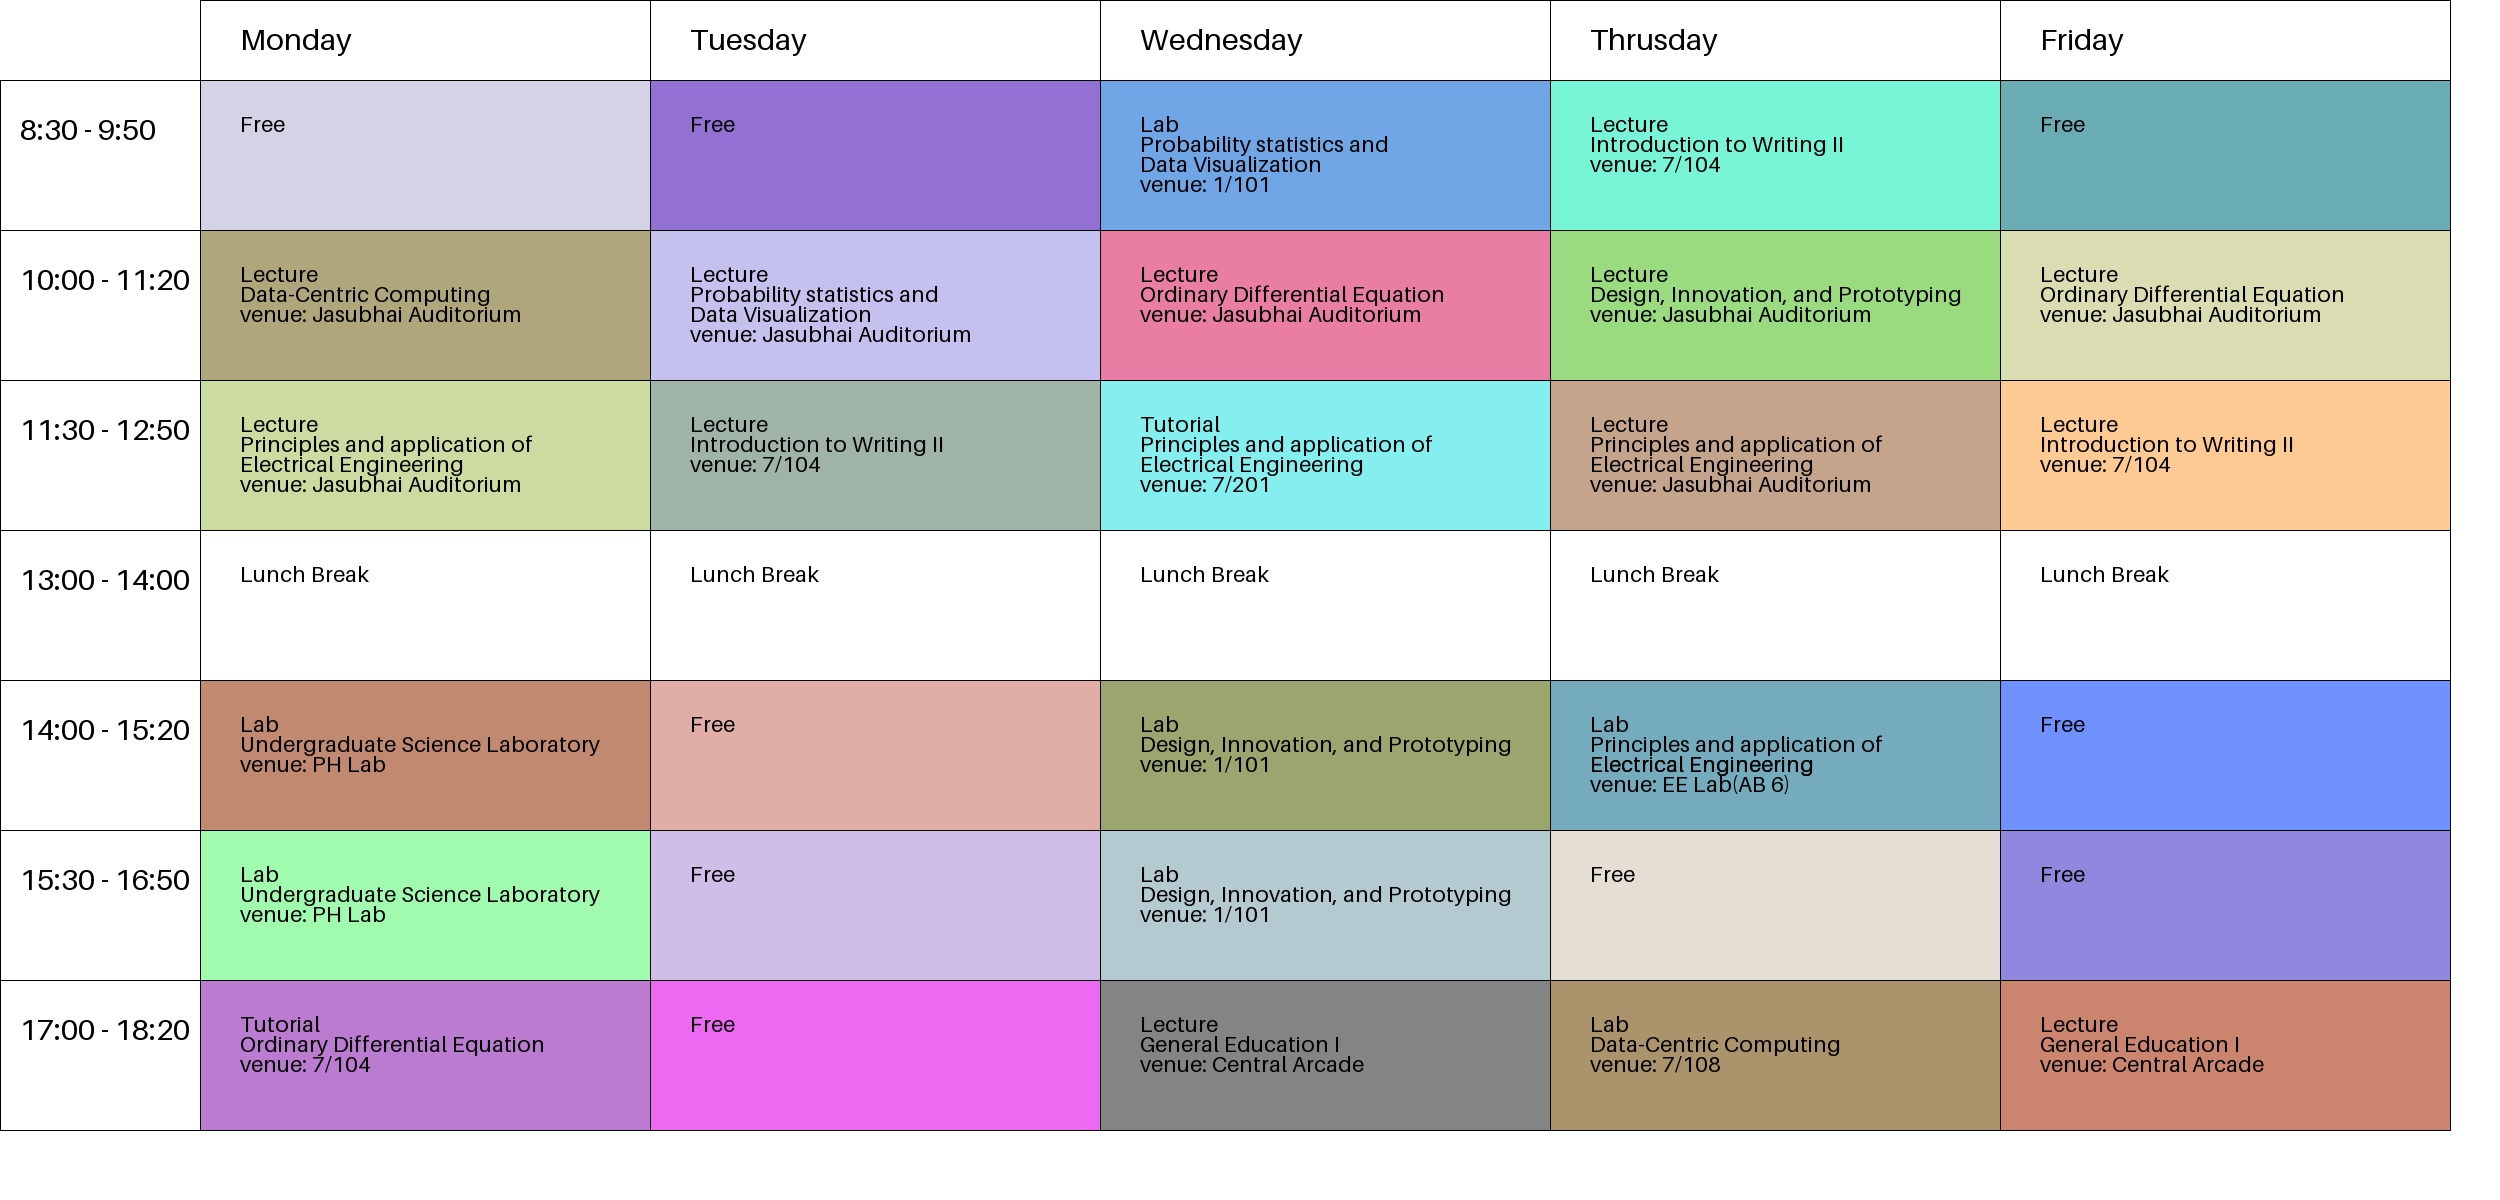 Monday
Tuesday
Wednesday
Thrusday
Friday
8:30 - 9:50
Free
Free
Lab
Probability statistics and
Data Visualization
venue: 1/101
Lecture
Introduction to Writing II
venue: 7/104
Free
10:00 - 11:20
Lecture
Data-Centric Computing
venue: Jasubhai Auditorium
Lecture
Probability statistics and
Data Visualization
venue: Jasubhai Auditorium
Lecture
Ordinary Differential Equation
venue: Jasubhai Auditorium
Lecture
Design, Innovation, and Prototyping
venue: Jasubhai Auditorium
Lecture
Ordinary Differential Equation
venue: Jasubhai Auditorium
11:30 - 12:50
Lecture
Principles and application of
Electrical Engineering
venue: Jasubhai Auditorium
Lecture
Introduction to Writing II
venue: 7/104
Tutorial
Principles and application of
Electrical Engineering
venue: 7/201
Lecture
Principles and application of
Electrical Engineering
venue: Jasubhai Auditorium
Lecture
Introduction to Writing II
venue: 7/104
13:00 - 14:00
Lunch Break
Lunch Break
Lunch Break
Lunch Break
Lunch Break
14:00 - 15:20
Lab
Undergraduate Science Laboratory
venue: PH Lab
Free
Lab
Design, Innovation, and Prototyping
venue: 1/101
Lab
Principles and application of
Electrical Engineering
venue: EE Lab(AB 6)
Free
15:30 - 16:50
Lab
Undergraduate Science Laboratory
venue: PH Lab
Free
Lab
Design, Innovation, and Prototyping
venue: 1/101
Free
Free
17:00 - 18:20
Tutorial
Ordinary Differential Equation
venue: 7/104
Free
Lecture
General Education I
venue: Central Arcade
Lab
Data-Centric Computing
venue: 7/108
Lecture
General Education I
venue: Central Arcade